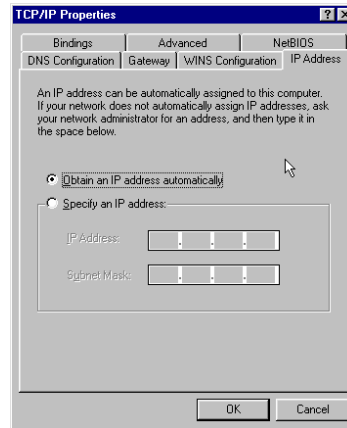 TCP/IP Properties
Bindings Advanced NetBIOS
DNS Configuration Gateway WINS Configuration IP Address
An IP address can be automatically assigned to this computer.
If your network does not automatically assign IP addresses, ask
your network administrator for an address, and then type it in
the space below.
Obtain an IP address automatically
Specify an IP address:
IP Address:
Subnet Mask:
OK Cancel